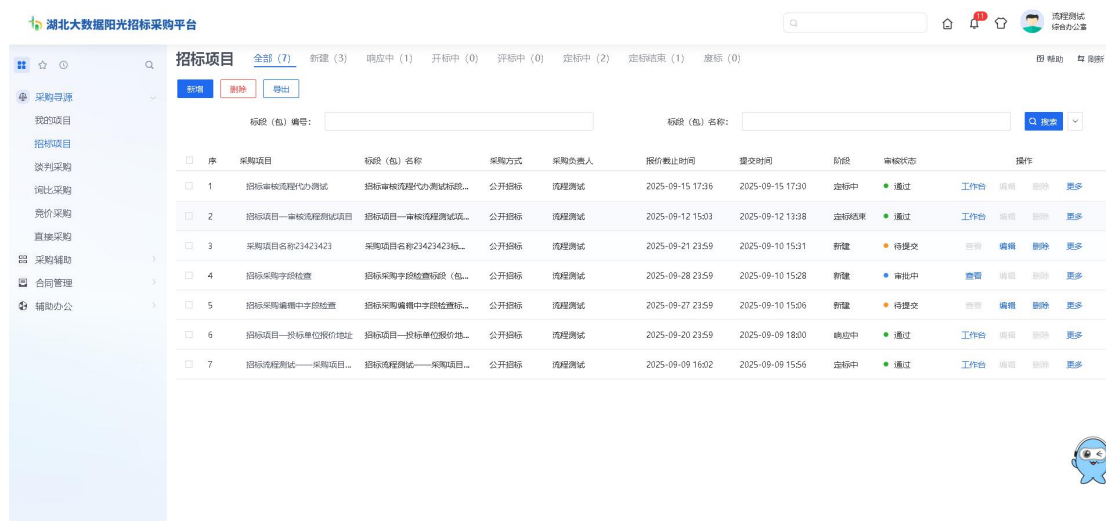 湖北大数据阳光招标采购平台
11
流程测试
综合办公室
采购寻源
我的项目
招标项目
谈判采购
询比采购
竞价采购
直接采购
采购辅助
合同管理
辅助办公
招标项目 全部 (7) 新建 (3) 响应中 (1) 开标中 (0) 评标中 (0) 定标中 (2) 定标结束 (1) 废标 (0) 帮助 刷新
新增 删除 导出
标段（包）编号： 标段（包）名称： 搜索
序 采购项目 标段（包）名称 采购方式 采购负责人 报价截止时间 提交时间 阶段 审核状态 操作
1 招标审核流程代办测试 招标审核流程代办测试标段... 公开招标 流程测试 2025-09-15 17:36 2025-09-15 17:30 定标中 通过 工作台 编辑 删除 更多
2 招标项目—审核流程测试项目 招标项目—审核流程测试项... 公开招标 流程测试 2025-09-12 15:03 2025-09-12 13:38 定标结束 通过 工作台 编辑 删除 更多
3 采购项目名称23423423 采购项目名称23423423标... 公开招标 流程测试 2025-09-21 23:59 2025-09-10 15:31 新建 待提交 查看 编辑 删除 更多
4 招标采购字段检查 招标采购字段检查标段（包... 公开招标 流程测试 2025-09-28 23:59 2025-09-10 15:28 新建 审批中 查看 编辑 删除 更多
5 招标采购编辑中字段检查 招标采购编辑中字段检查标... 公开招标 流程测试 2025-09-27 23:59 2025-09-10 15:06 新建 待提交 查看 编辑 删除 更多
6 招标项目—投标单位报价地址 招标项目—投标单位报价地... 公开招标 流程测试 2025-09-20 23:59 2025-09-09 18:00 响应中 通过 工作台 编辑 删除 更多
7 招标流程测试——采购项目... 招标流程测试——采购项目... 公开招标 流程测试 2025-09-09 16:02 2025-09-09 15:56 定标中 通过 工作台 编辑 删除 更多